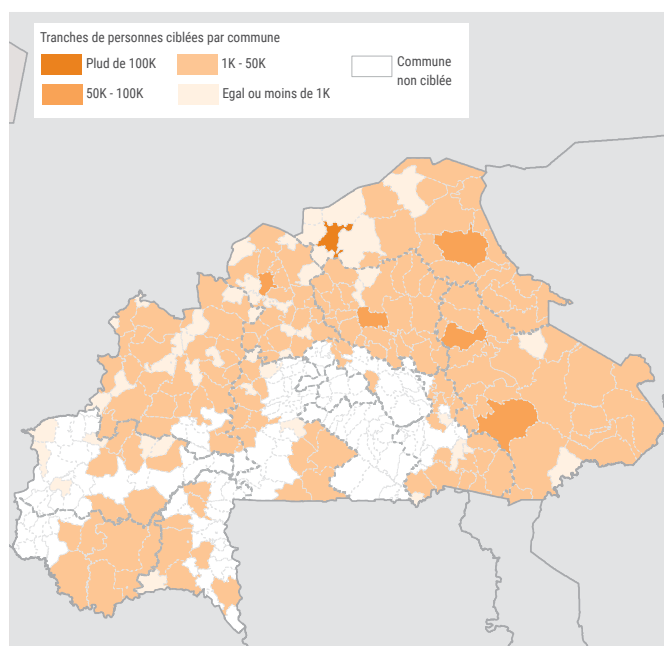 Tranches de personnes ciblées par commune
Plud de 100K
1K - 50K
Commune
non ciblée
50K - 100K
Egal ou moins de 1K